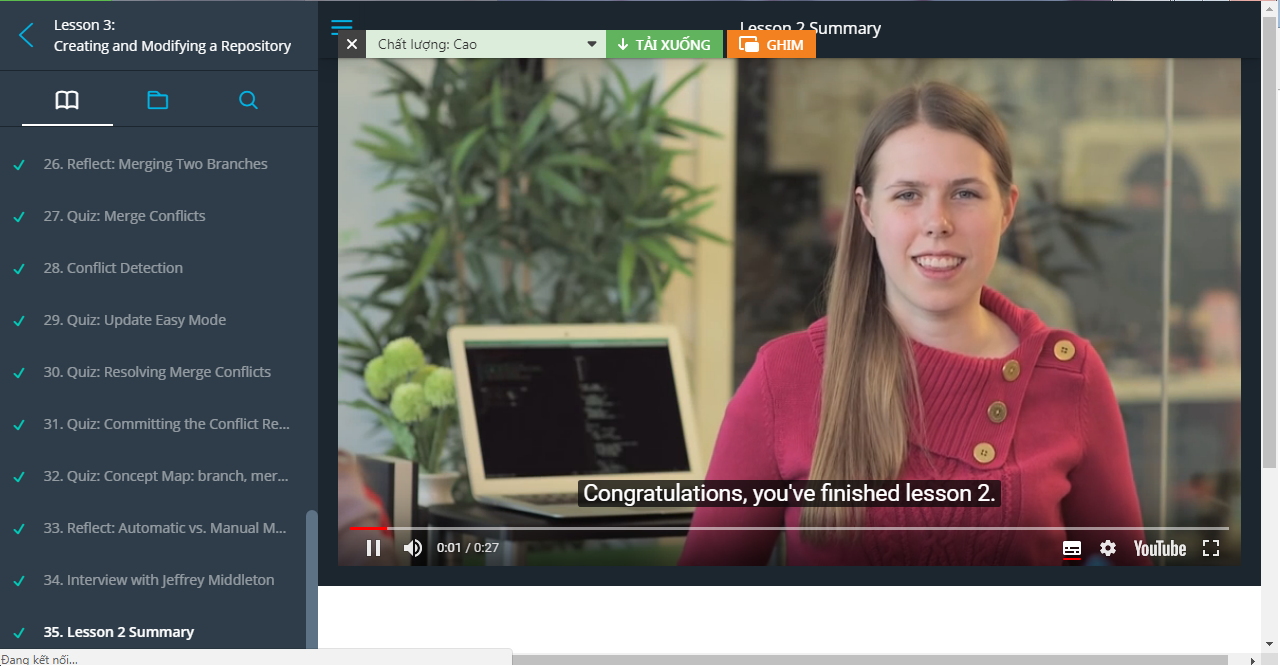 Lesson 3:
Creating and Modifying a Repository
26. Reflect: Merging Two Branches
27. Quiz: Merge Conflicts
28. Conflict Detection
29. Quiz: Update Easy Mode
30. Quiz: Resolving Merge Conflicts
31. Quiz: Committing the Conflict Re...
32. Quiz: Concept Map: branch, mer...
33. Reflect: Automatic vs. Manual M...
34. Interview with Jeffrey Middleton
35. Lesson 2 Summary
Đang kết nối...
Lesson 2 Summary
Chất lượng: Cao
TẢI XUỐNG
GHIM
Congratulations, you've finished lesson 2.
0:01 / 0:27
YouTube